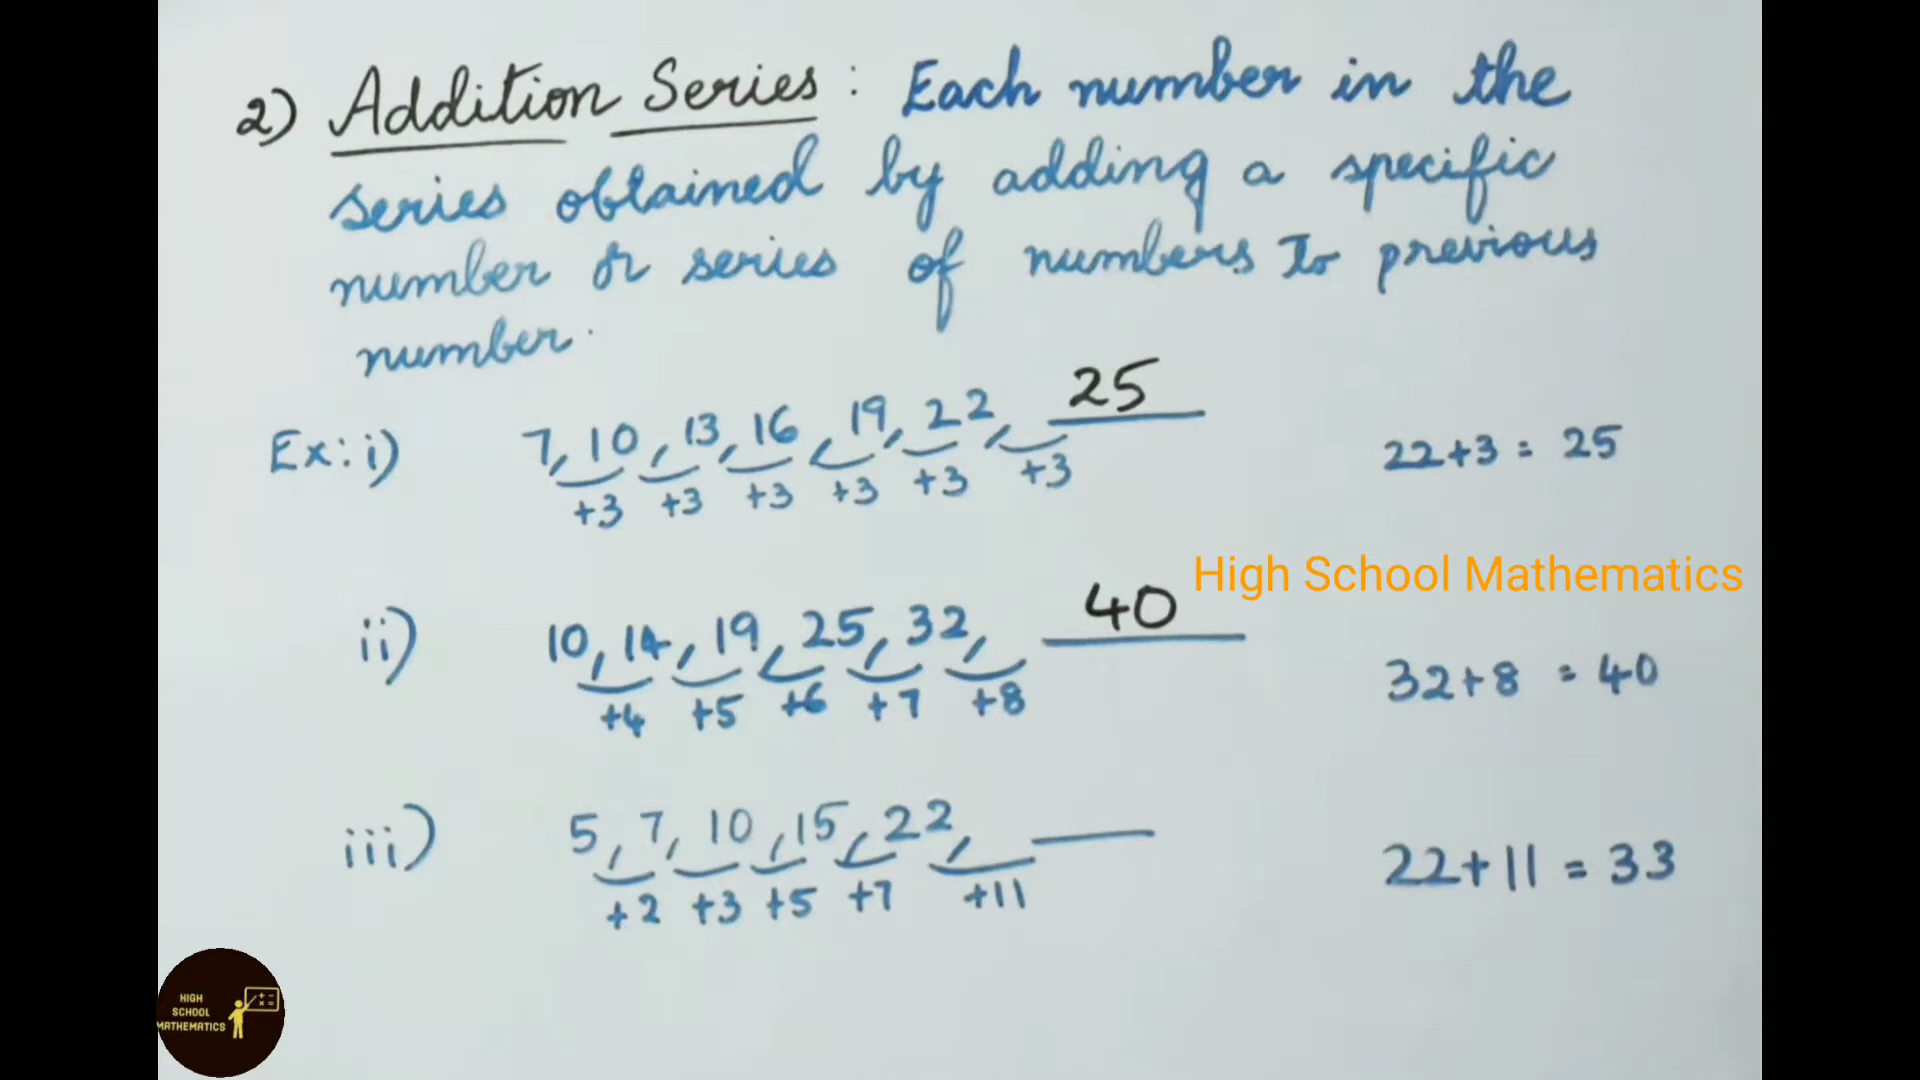 2) Addition Series : Each number in the
series obtained by adding a specific
number or series of numbers to previous
number.
Ex: i) 7, 10, 13, 16, 19, 22, 25
+3 +3 +3 +3 +3 +3
22+3 = 25
High School Mathematics
ii) 10, 14, 19, 25, 32, 40
+4 +5 +6 +7 +8
32+8 = 40
iii) 5, 7, 10, 15, 22, ___
+2 +3 +5 +7 +11
22+11 = 33
HIGH
SCHOOL
MATHEMATICS